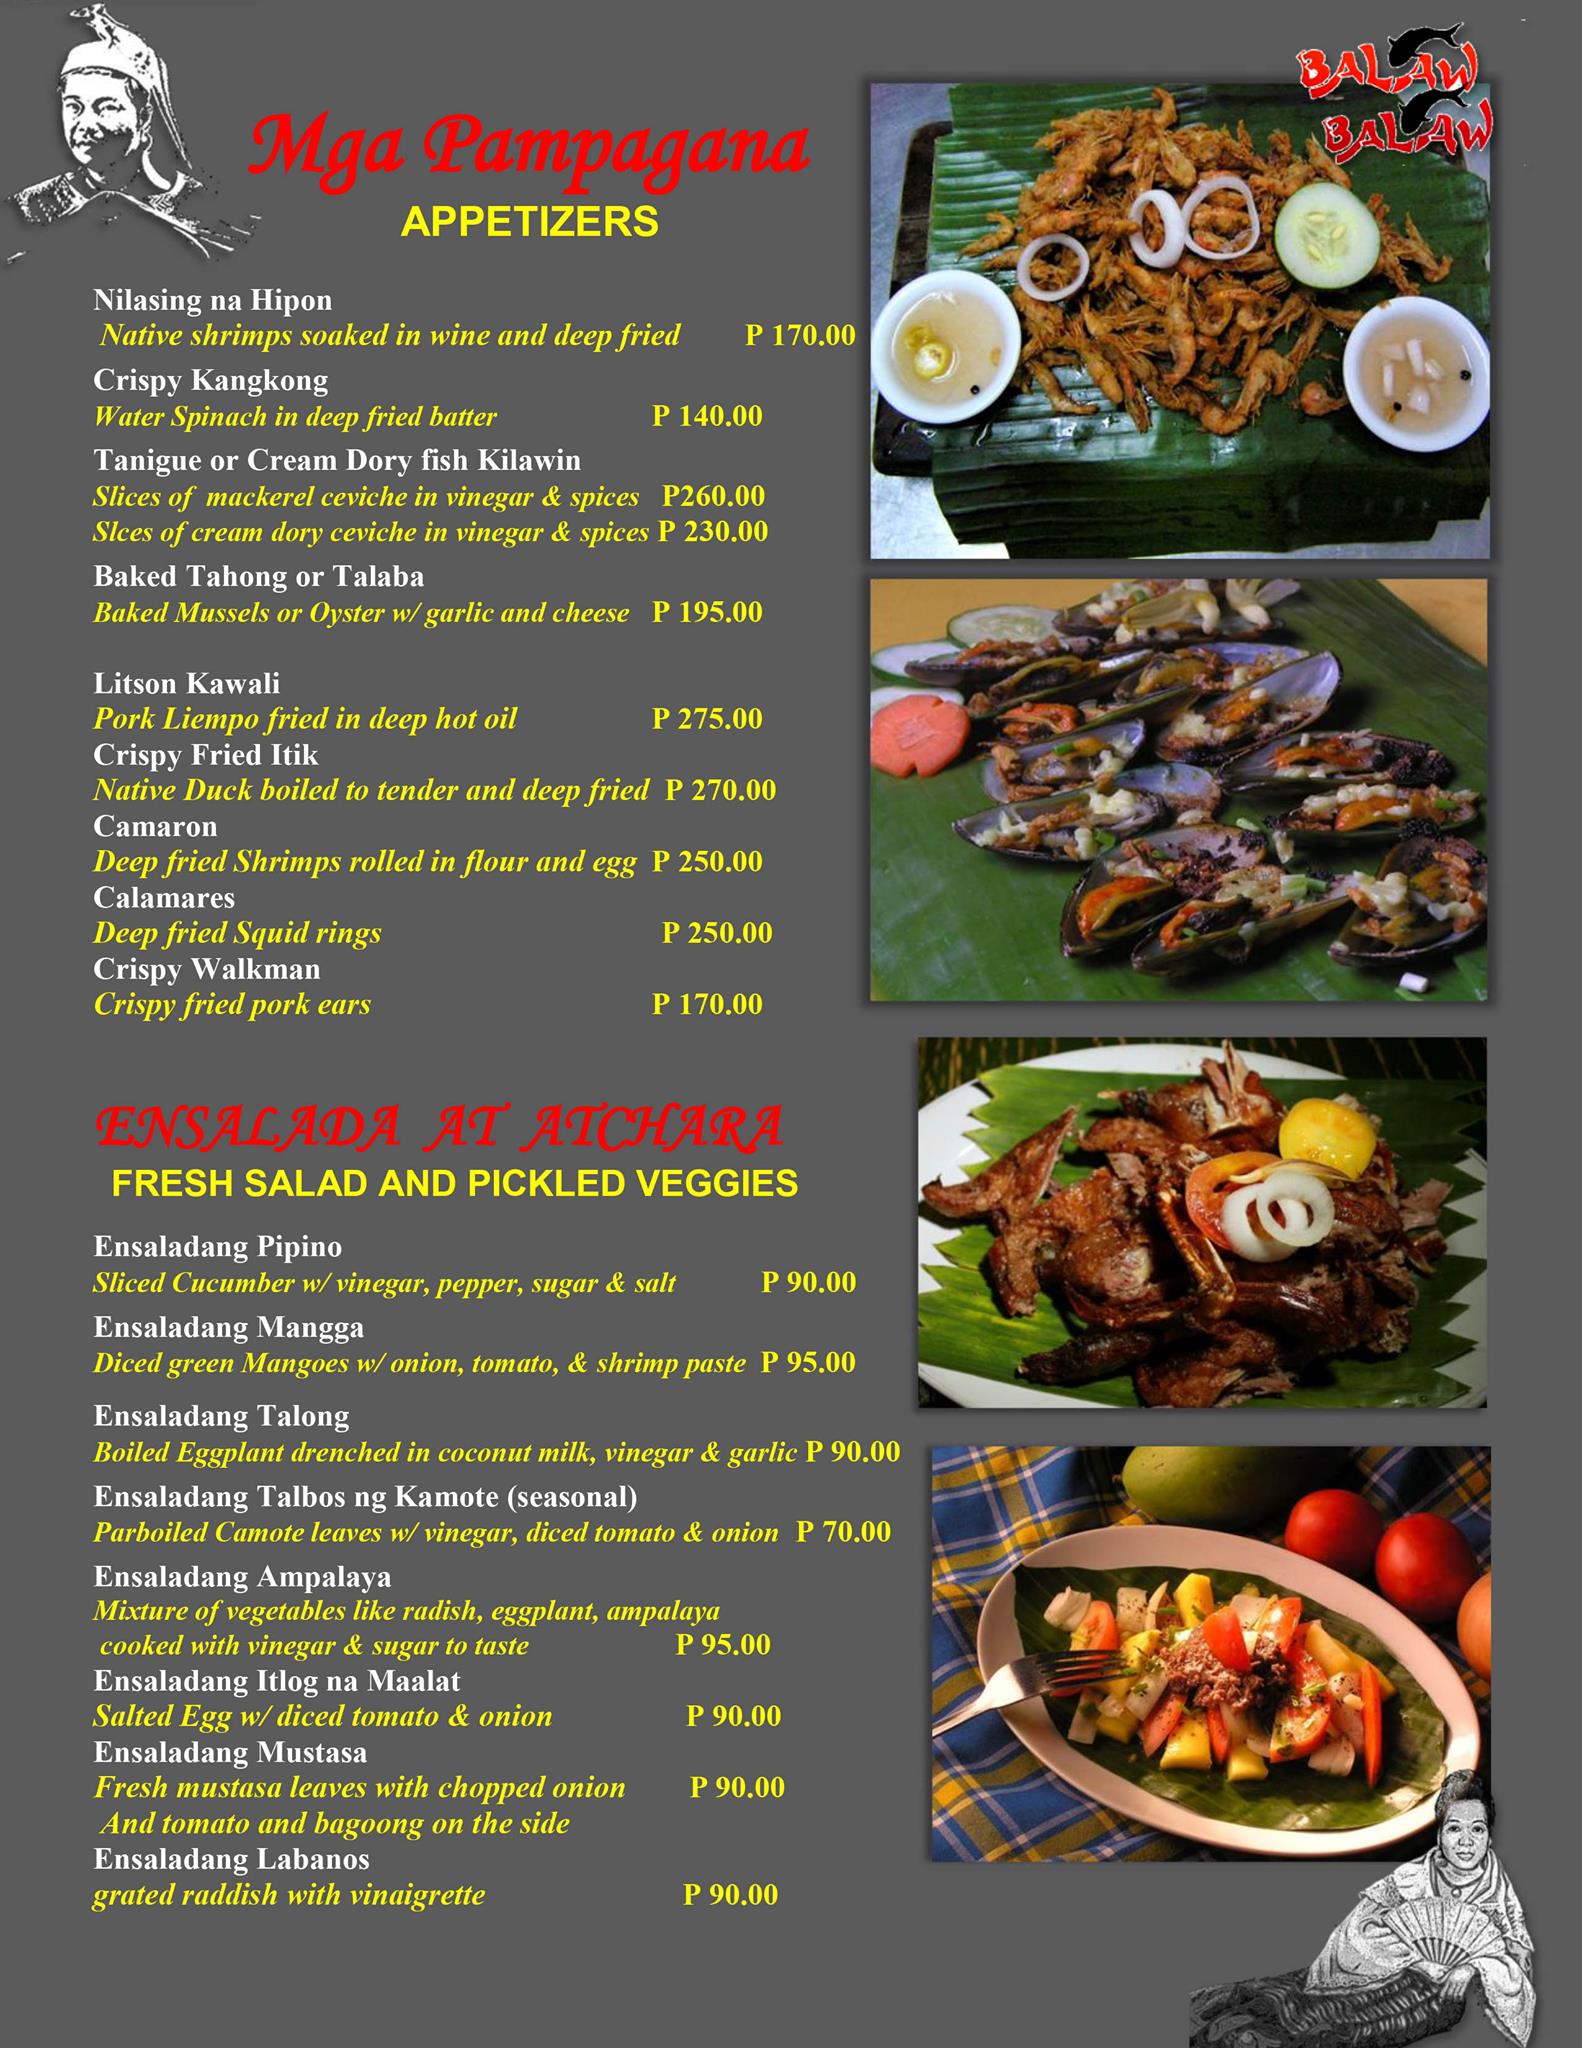 BALAW
BALAW
Mga Pampagana
APPETIZERS
Nilasing na Hipon
Native shrimps soaked in wine and deep fried P 170.00
Crispy Kangkong
Water Spinach in deep fried batter P 140.00
Tanigue or Cream Dory fish Kilawin
Slices of mackerel ceviche in vinegar & spices P260.00
Slces of cream dory ceviche in vinegar & spices P 230.00
Baked Tahong or Talaba
Baked Mussels or Oyster w/ garlic and cheese P 195.00
Litson Kawali
Pork Liempo fried in deep hot oil P 275.00
Crispy Fried Itik
Native Duck boiled to tender and deep fried P 270.00
Camaron
Deep fried Shrimps rolled in flour and egg P 250.00
Calamares
Deep fried Squid rings P 250.00
Crispy Walkman
Crispy fried pork ears P 170.00
ENSALADA AT ATCHARA
FRESH SALAD AND PICKLED VEGGIES
Ensaladang Pipino
Sliced Cucumber w/ vinegar, pepper, sugar & salt P 90.00
Ensaladang Mangga
Diced green Mangoes w/ onion, tomato, & shrimp paste P 95.00
Ensaladang Talong
Boiled Eggplant drenched in coconut milk, vinegar & garlic P 90.00
Ensaladang Talbos ng Kamote (seasonal)
Parboiled Camote leaves w/ vinegar, diced tomato & onion P 70.00
Ensaladang Ampalaya
Mixture of vegetables like radish, eggplant, ampalaya
cooked with vinegar & sugar to taste P 95.00
Ensaladang Itlog na Maalat
Salted Egg w/ diced tomato & onion P 90.00
Ensaladang Mustasa
Fresh mustasa leaves with chopped onion P 90.00
And tomato and bagoong on the side
Ensaladang Labanos
grated raddish with vinaigrette P 90.00